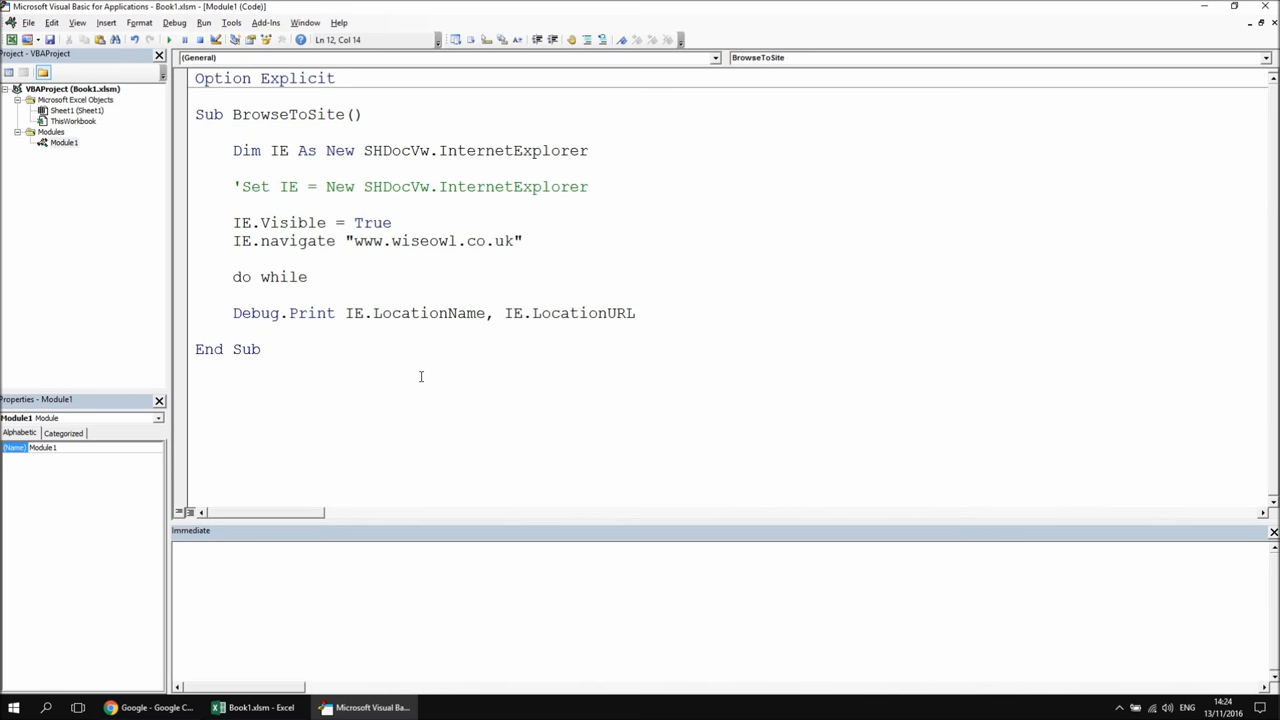 Microsoft Visual Basic for Applications - Book1.xlsm - [Module1 (Code)]
File Edit View Insert Format Debug Run Tools Add-Ins Window Help
Ln 12, Col 14
Project - VBAProject
(General)
BrowseToSite
VBAProject (Book1.xlsm)
Microsoft Excel Objects
Sheet1 (Sheet1)
ThisWorkbook
Modules
Module1
Option Explicit
Sub BrowseToSite()
Dim IE As New SHDocVw.InternetExplorer
'Set IE = New SHDocVw.InternetExplorer
IE.Visible = True
IE.navigate "www.wiseowl.co.uk"
do while
Debug.Print IE.LocationName, IE.LocationURL
End Sub
Properties - Module1
Module1 Module
Alphabetic Categorized
(Name) Module1
Immediate
Google - Google C...
Book1.xlsm - Excel
Microsoft Visual Ba...
ENG
14:24
13/11/2016